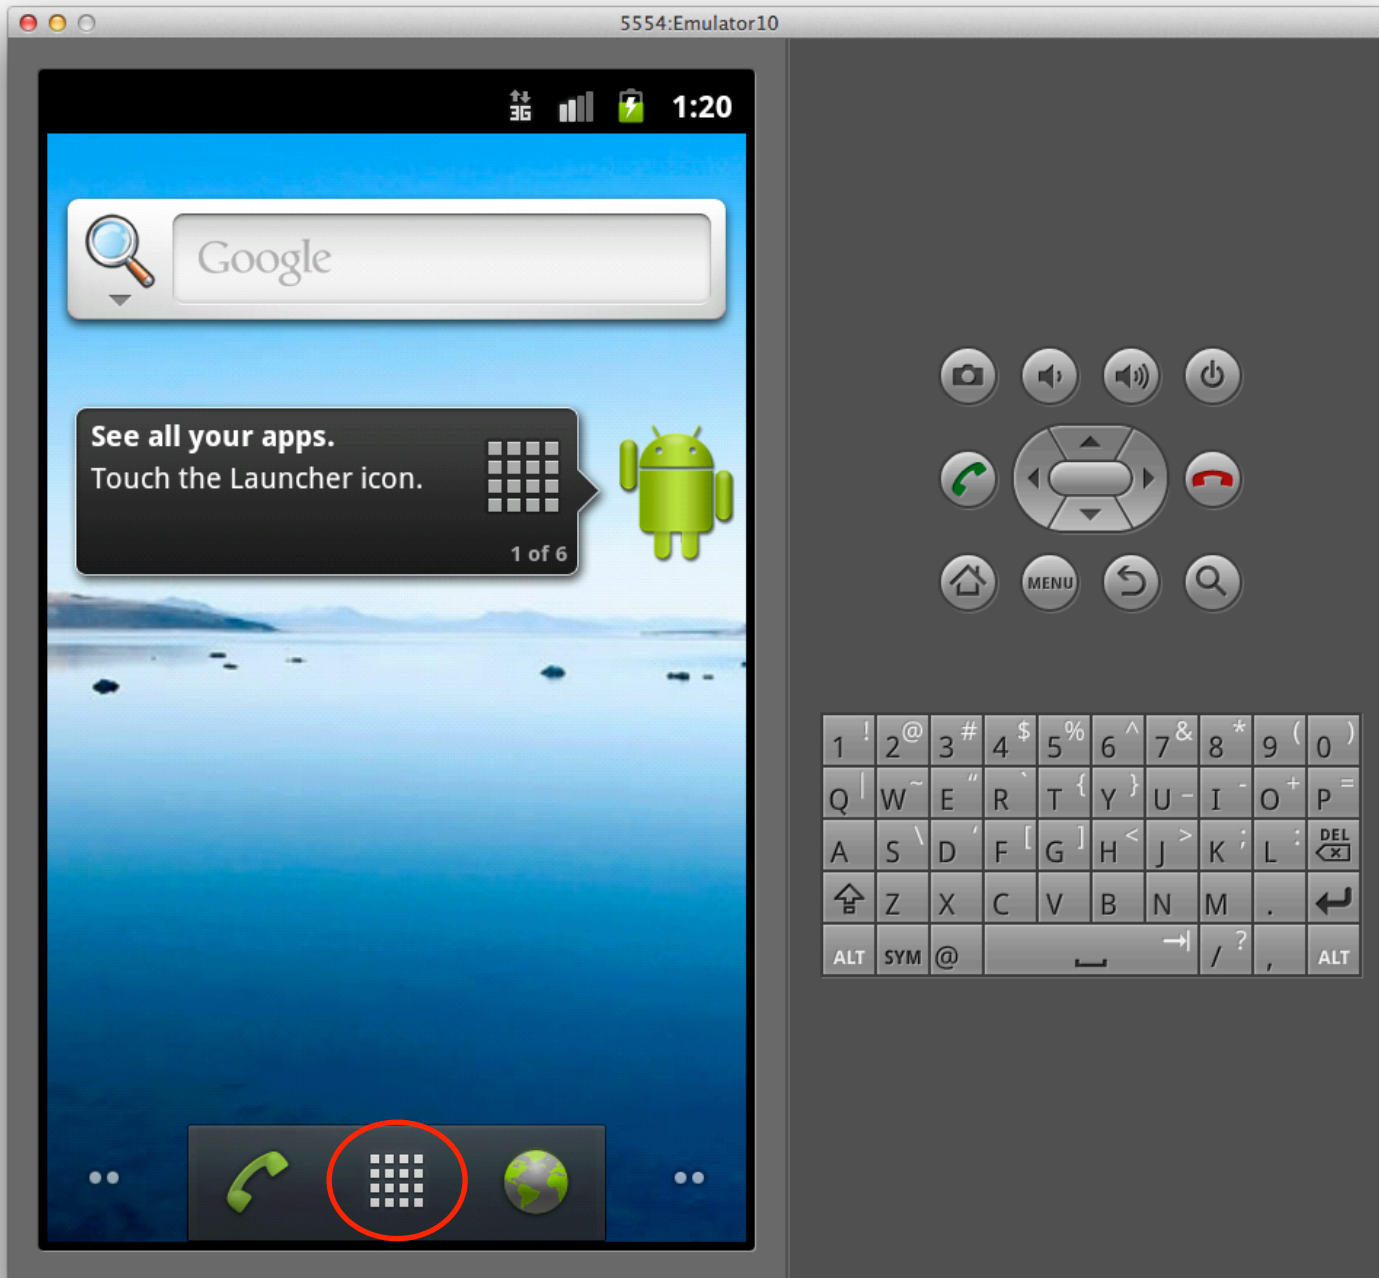 5554:Emulator10
3G 1:20
Google
See all your apps.
Touch the Launcher icon.
1 of 6
MENU
1 ! 2 @ 3 # 4 $ 5 % 6 ^ 7 & 8 * 9 ( 0 )
Q | W ~ E “ R ` T { Y } U _ I - O + P =
A S \ D ‘ F [ G ] H < J > K ; L : DEL
Z X C V B N M .
ALT SYM @ / ? , ALT